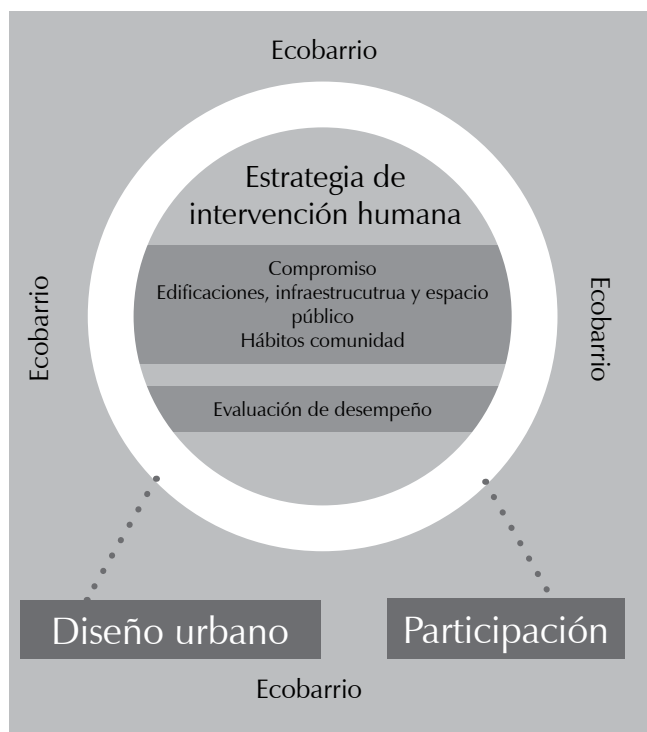 Ecobarrio
Estrategia de
intervención humana
Compromiso
Edificaciones, infraestrucutrua y espacio
público
Hábitos comunidad
Evaluación de desempeño
Ecobarrio
Ecobarrio
Diseño urbano
Participación
Ecobarrio